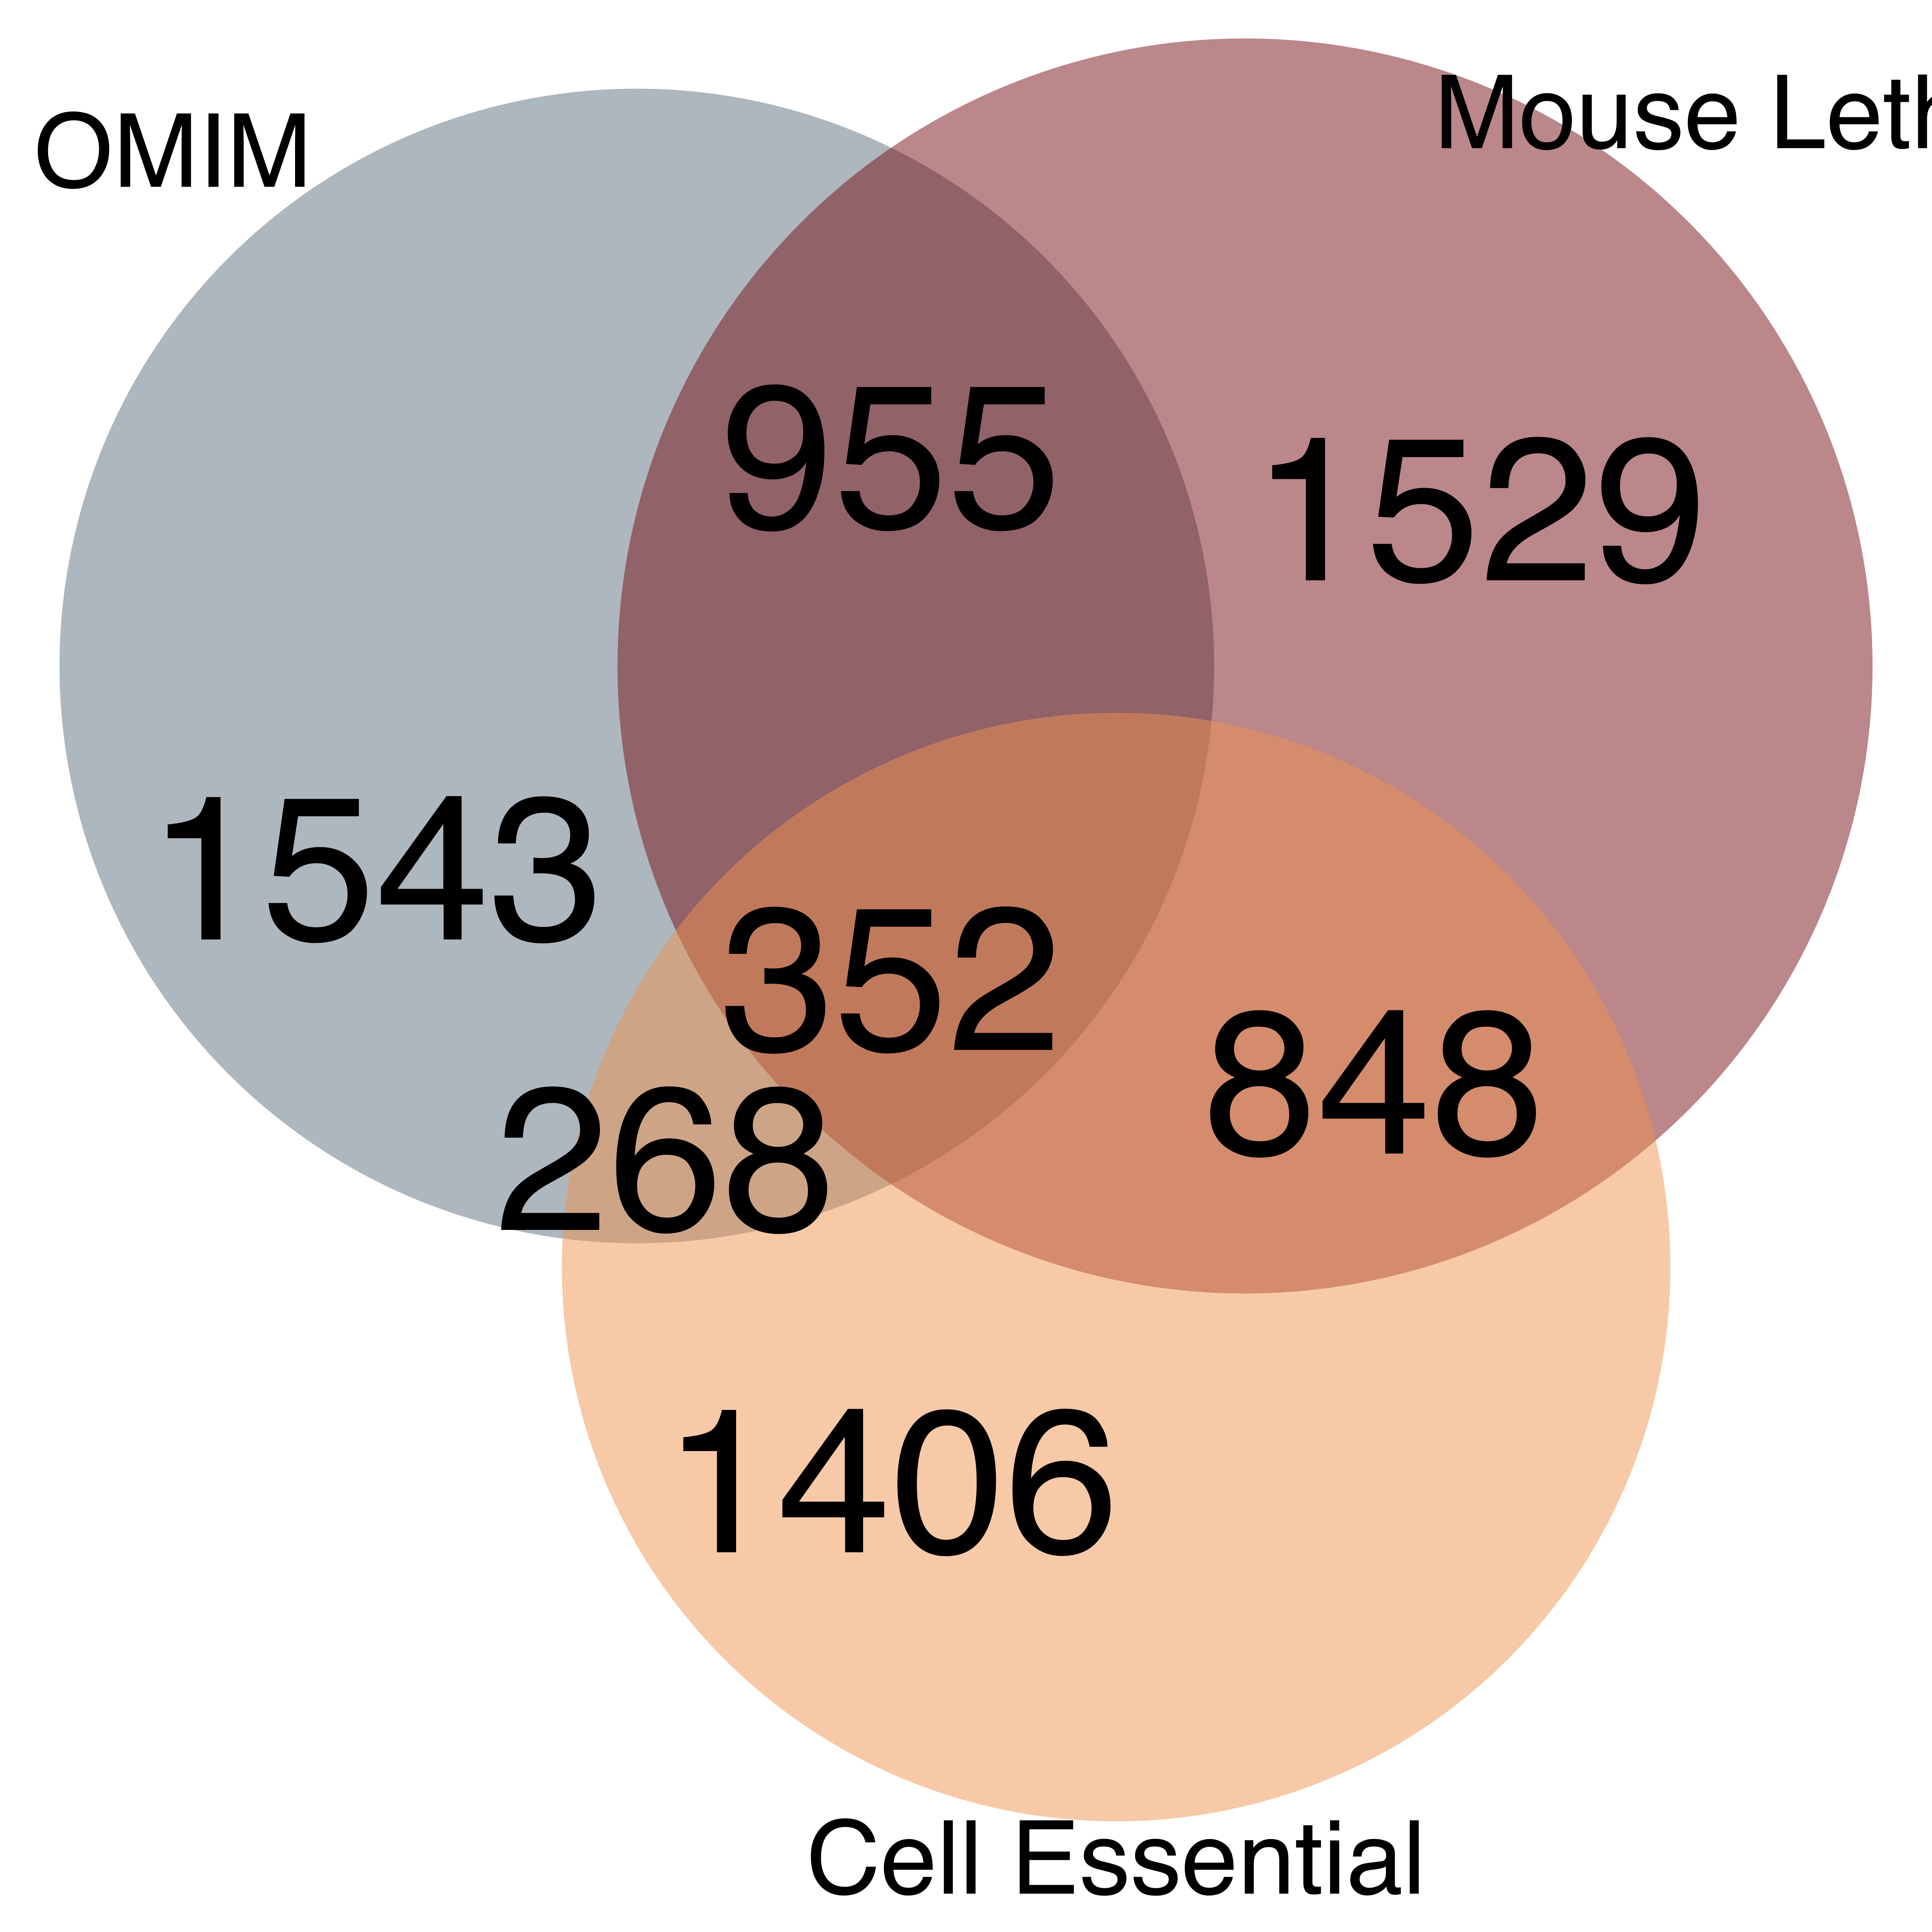 OMIM
Mouse Leth
955
1529
1543
352
848
268
1406
Cell Essential